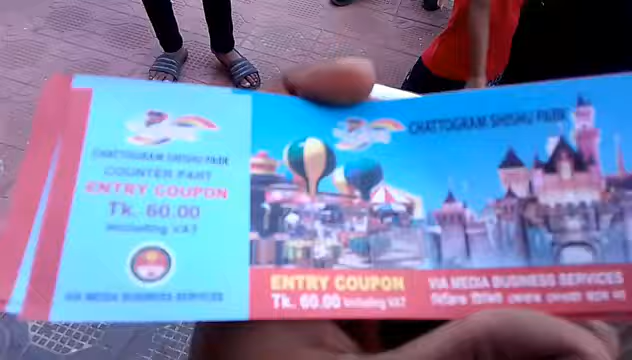 CHATTOGRAM SHISHU PARK
COUNTER PART
ENTRY COUPON
Tk. 60.00
Including VAT
VIA MEDIA BUSINESS SERVICES
CHATTOGRAM SHISHU PARK
ENTRY COUPON
Tk. 60.00 Including VAT
VIA MEDIA BUSINESS SERVICES